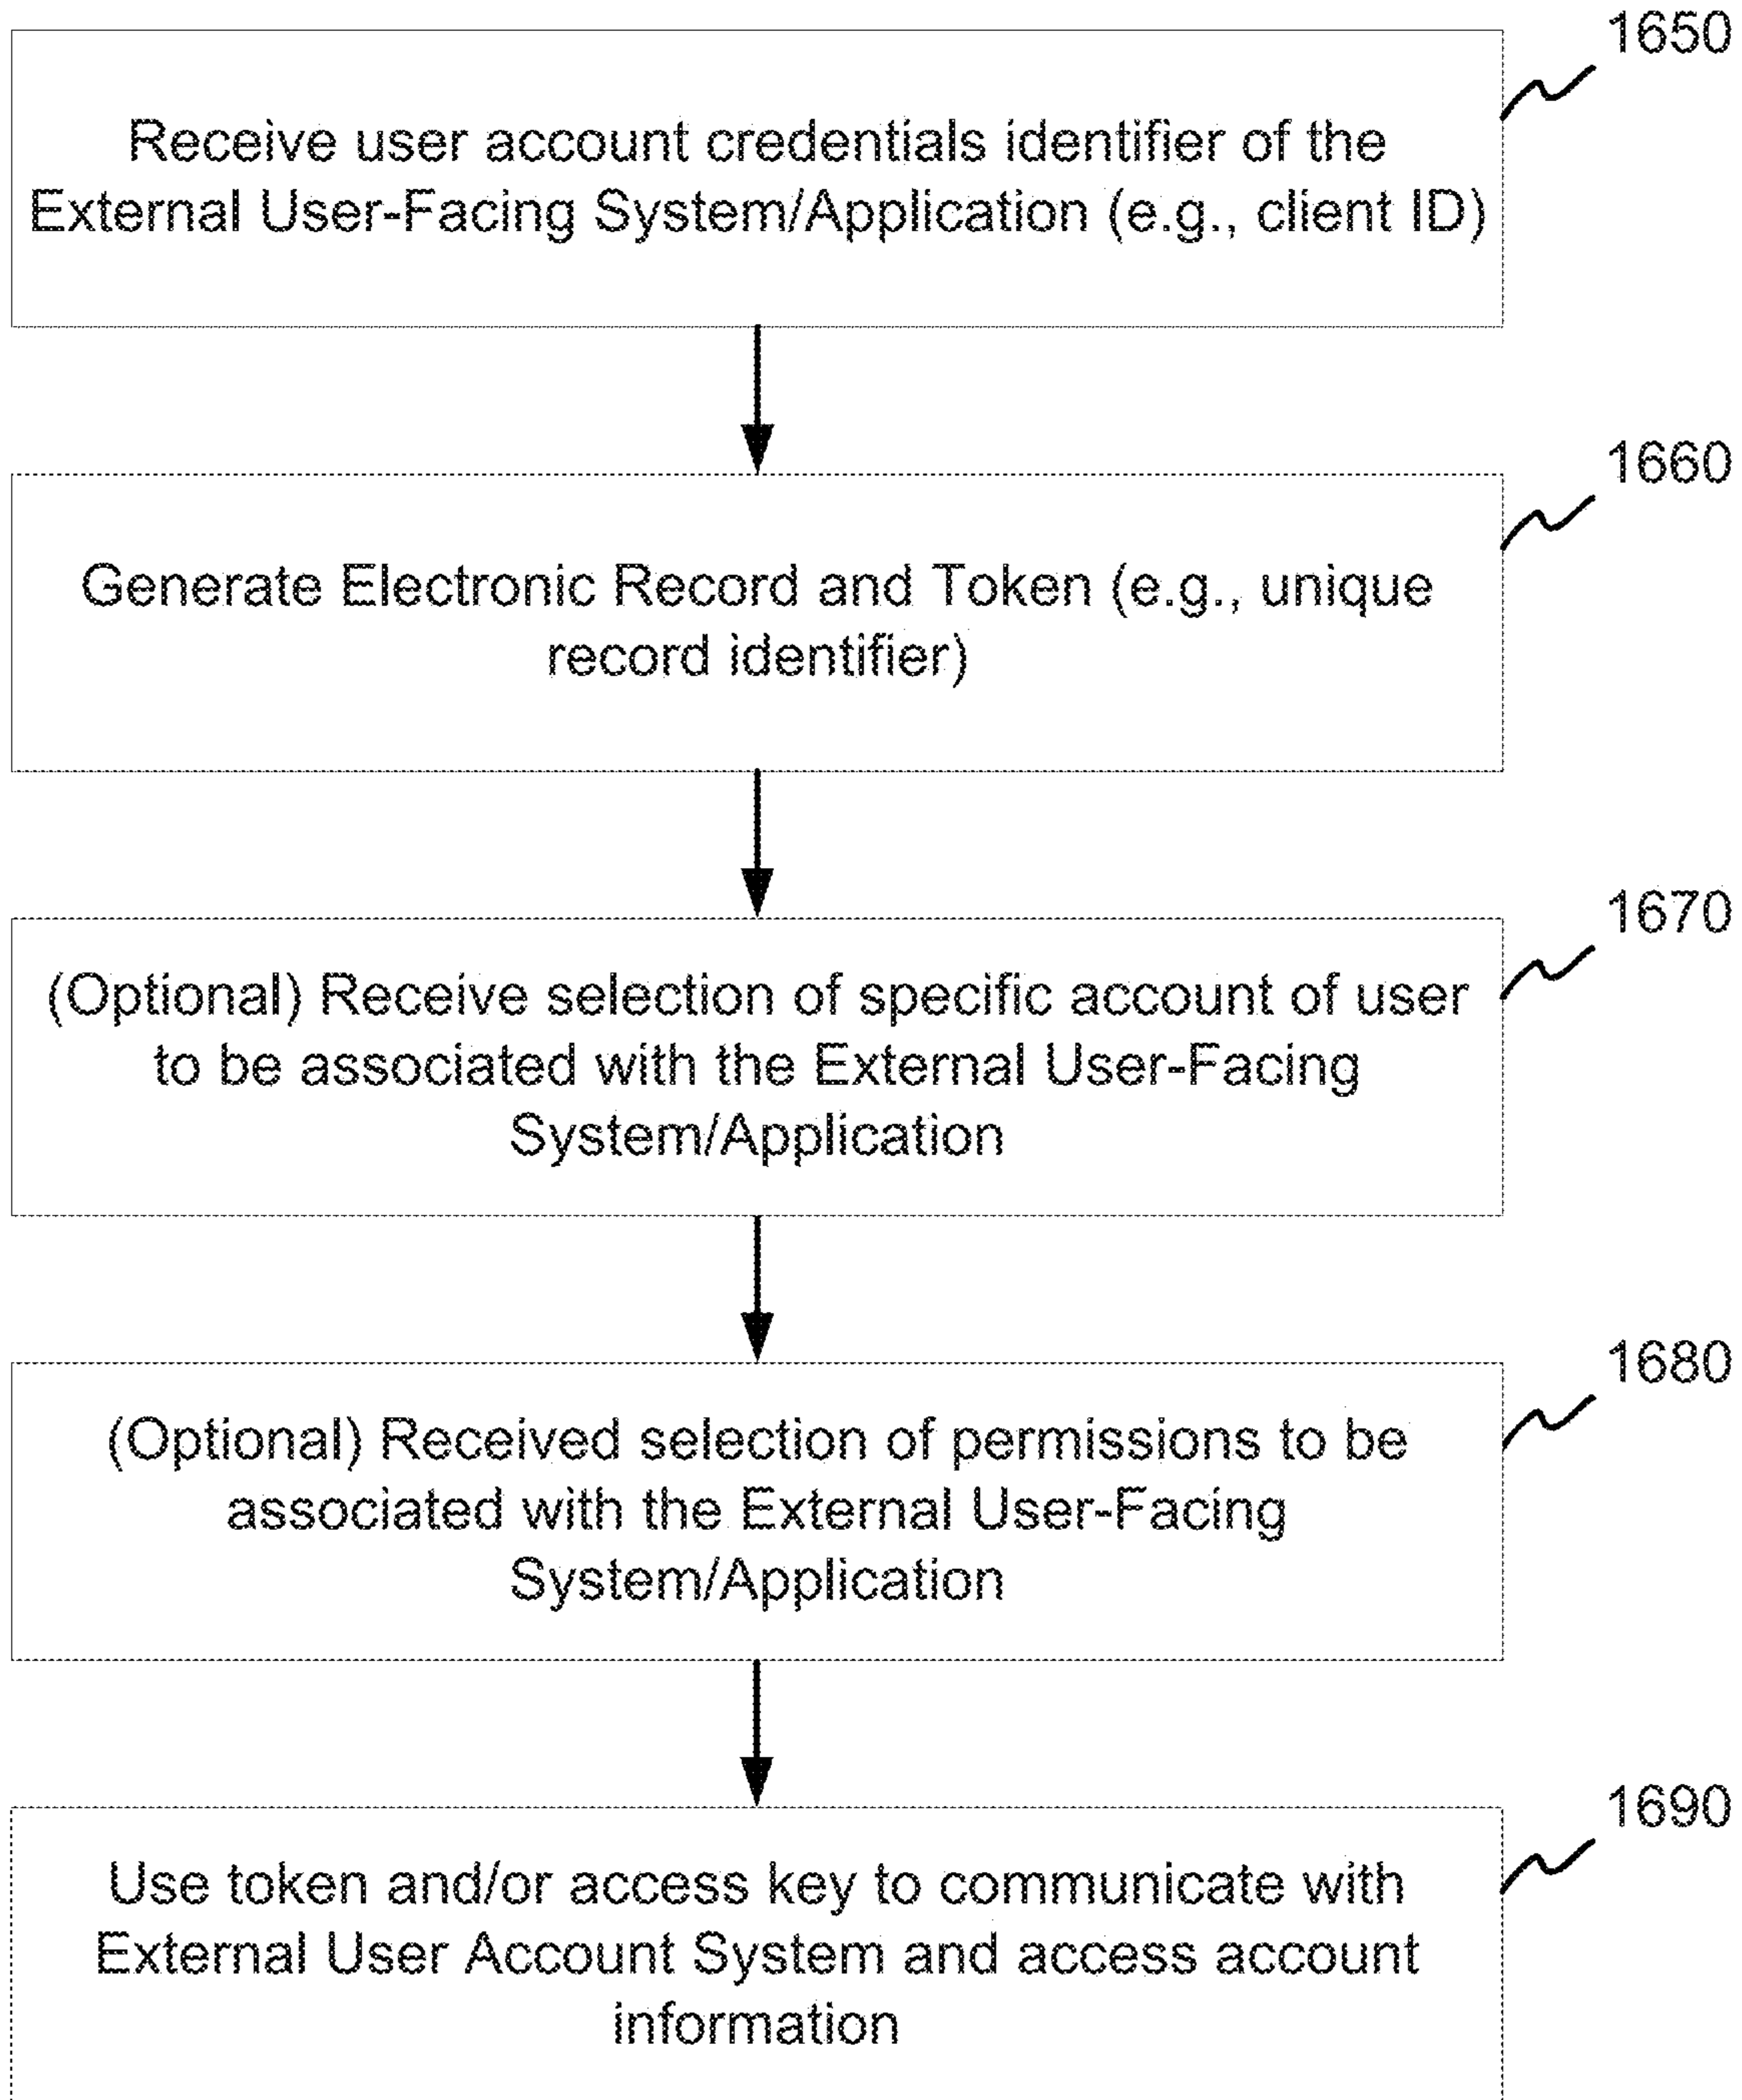 1650
Receive user account credentials identifier of the
External User-Facing System/Application (e.g., client ID)
1660
Generate Electronic Record and Token (e.g., unique
record identifier)
1670
(Optional) Receive selection of specific account of user
to be associated with the External User-Facing
System/Application
1680
(Optional) Received selection of permissions to be
associated with the External User-Facing
System/Application
1690
Use token and/or access key to communicate with
External User Account System and access account
information